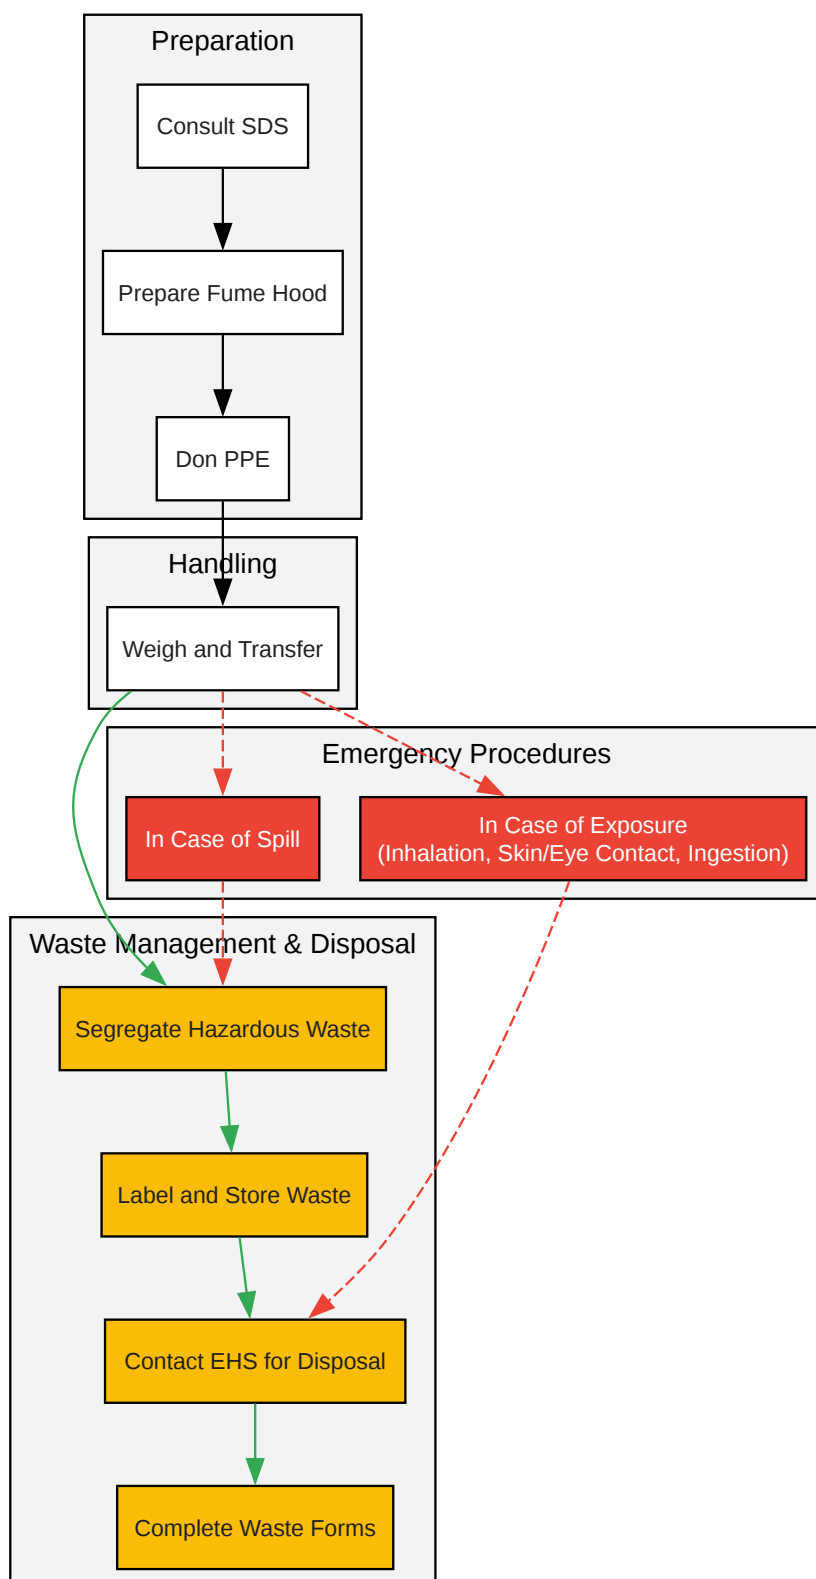 Preparation
Consult SDS
Prepare Fume Hood
Don PPE
Handling
Weigh and Transfer
Emergency Procedures
In Case of Spill
In Case of Exposure
(Inhalation, Skin/Eye Contact, Ingestion)
Waste Management & Disposal
Segregate Hazardous Waste
Label and Store Waste
Contact EHS for Disposal
Complete Waste Forms